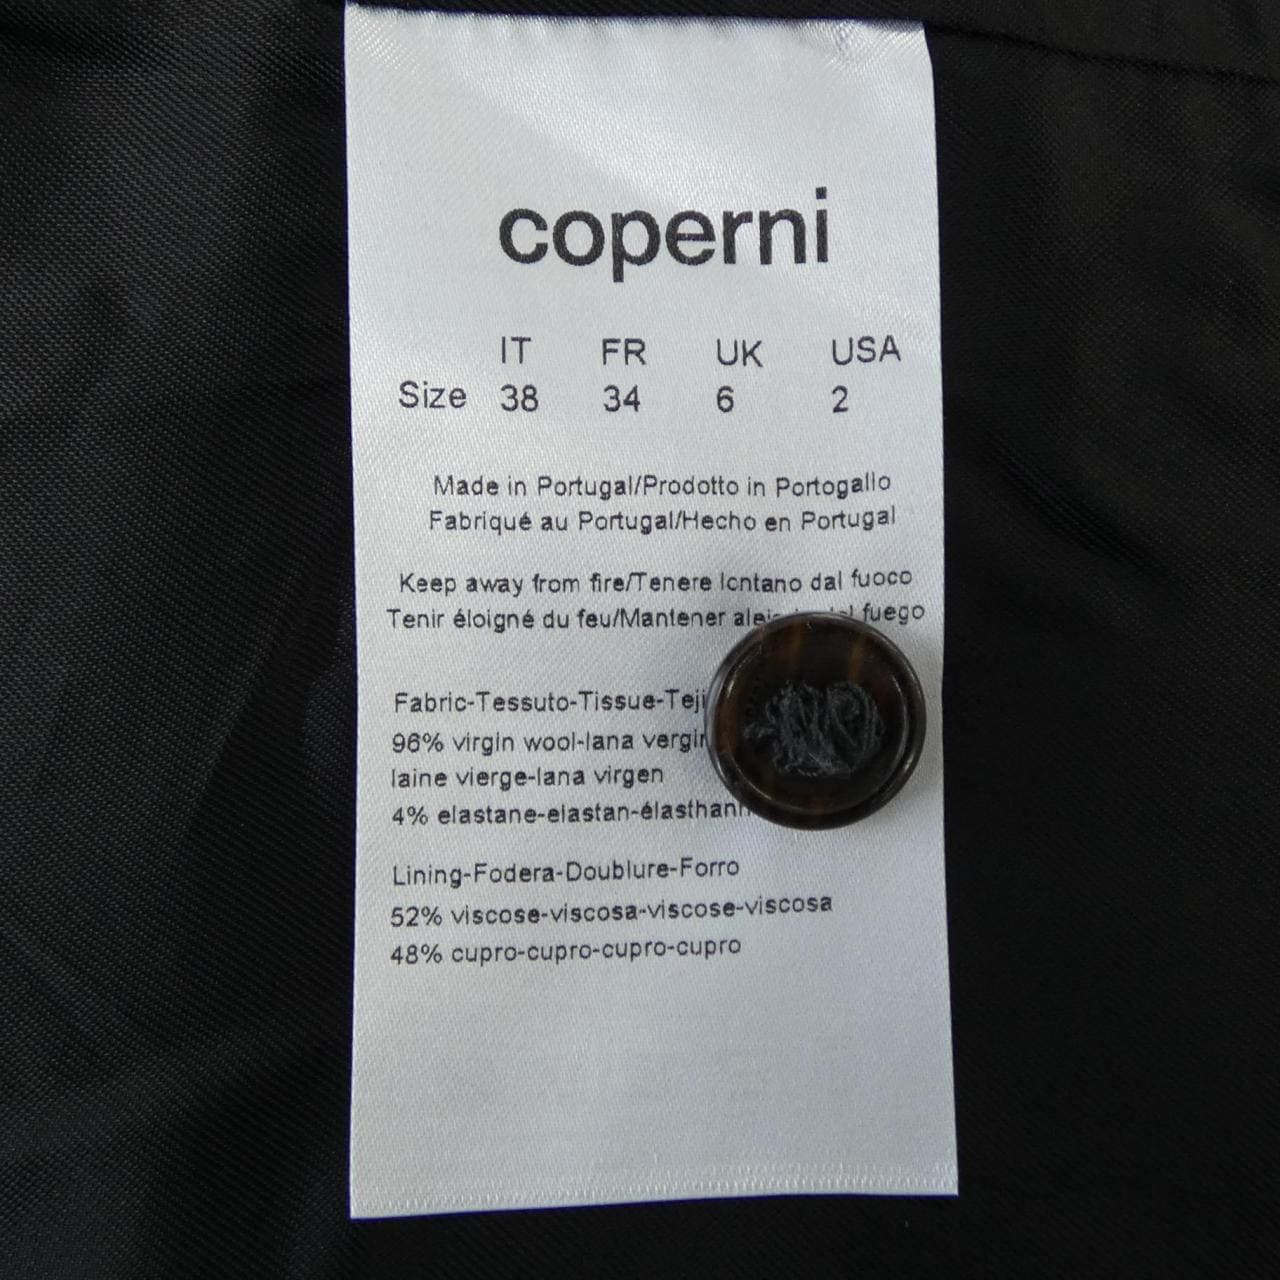 coperni
IT FR UK USA
Size 38 34 6 2
Made in Portugal/Prodotto in Portogallo
Fabriqué au Portugal/Hecho en Portugal
Keep away from fire/Tenere lontano dal fuoco
Tenir éloigné du feu/Mantener fuego
Fabric-Tessuto-Tissue-Teji
96% virgin wool-lana vergin
laine vierge-lana virgen
4% elastane-elastan-élasthann
Lining-Fodera-Doublure-Forro
52% viscose-viscosa-viscose-viscosa
48% cupro-cupro-cupro-cupro